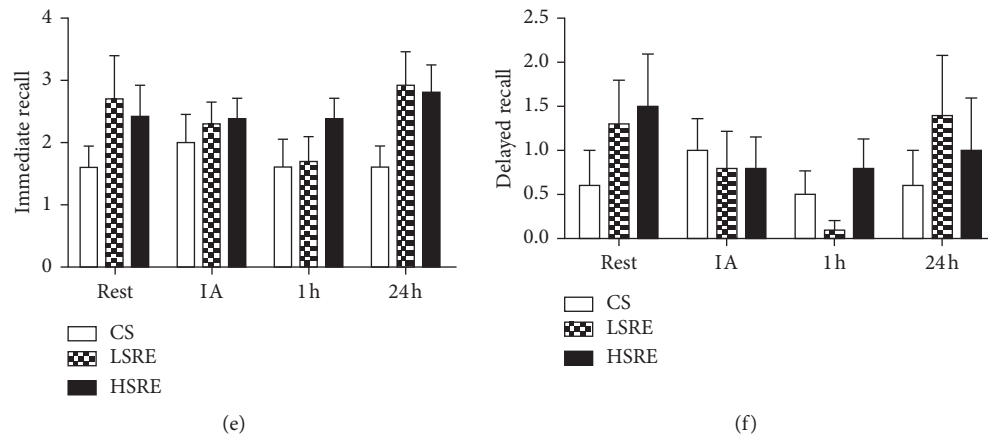 4
3
2
1
0
Immediate recall
Rest IA 1 h 24 h
CS
LSRE
HSRE
(e)
2.5
2.0
1.5
1.0
0.5
0.0
Delayed recall
Rest IA 1 h 24 h
CS
LSRE
HSRE
(f)